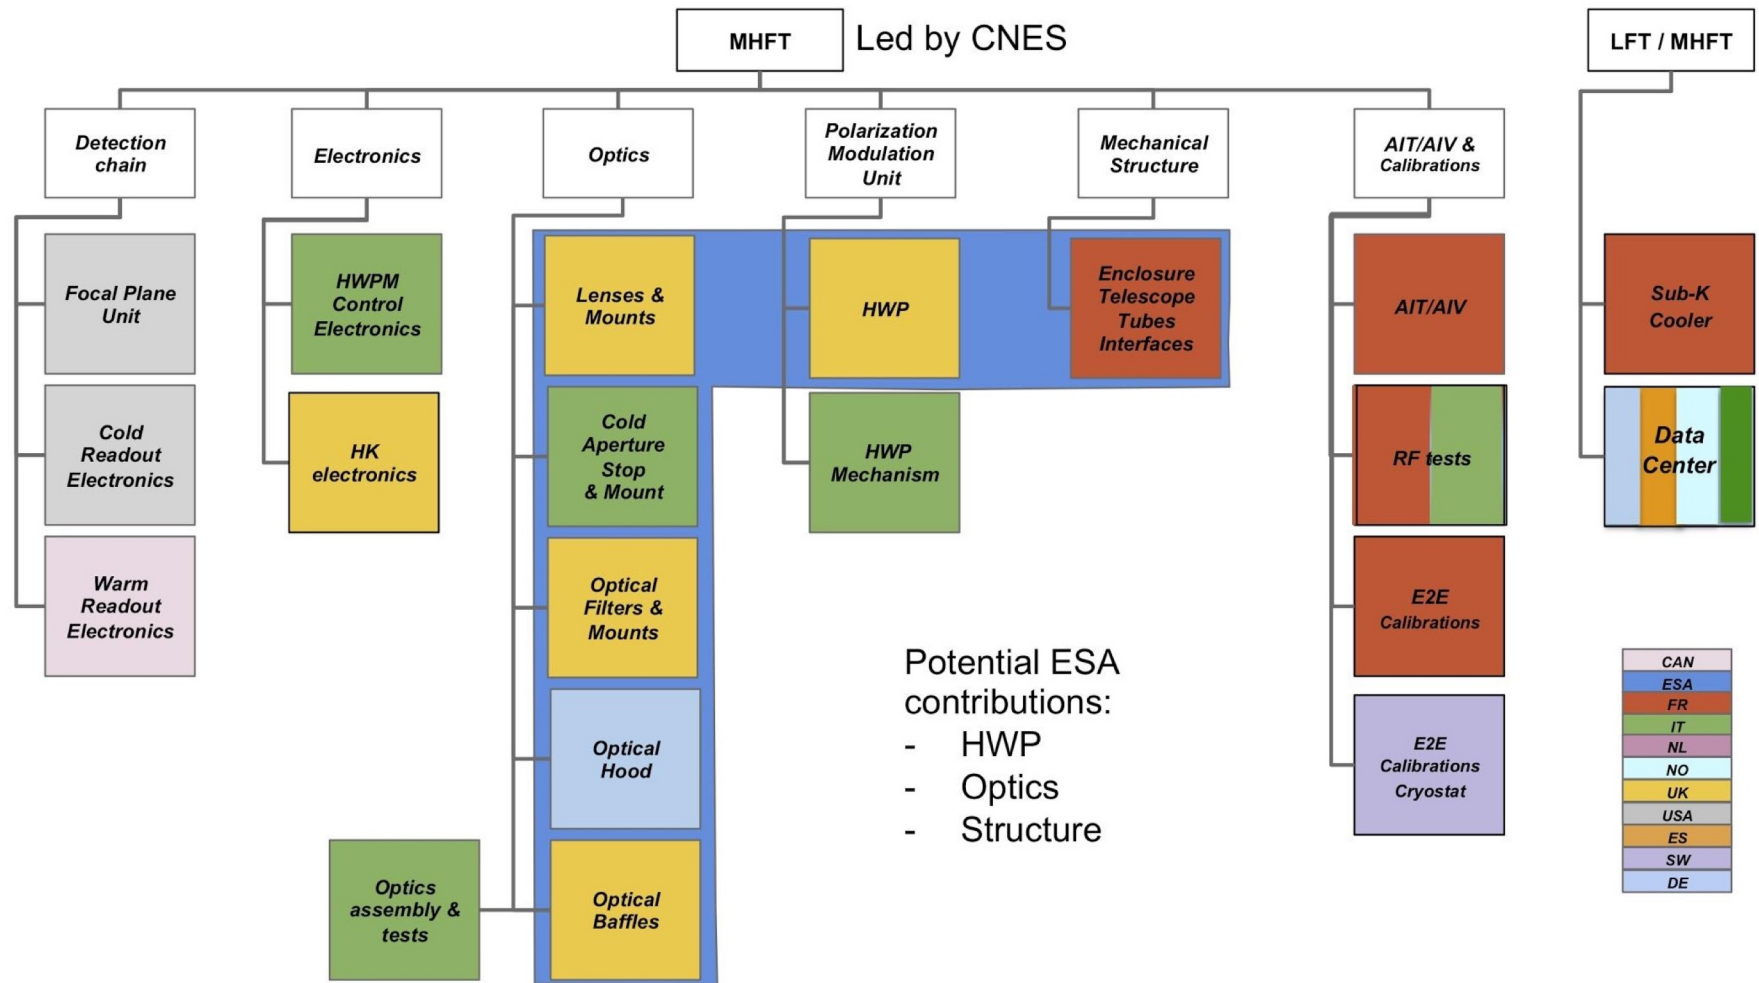 MHFT
Led by CNES
LFT / MHFT
Detection
chain
Electronics
Optics
Polarization
Modulation
Unit
Mechanical
Structure
AIT/AIV &
Calibrations
Focal Plane
Unit
HWPM
Control
Electronics
Lenses &
Mounts
HWP
Enclosure
Telescope
Tubes
Interfaces
AIT/AIV
Sub-K
Cooler
Cold
Readout
Electronics
HK
electronics
Cold
Aperture
Stop
& Mount
HWP
Mechanism
RF tests
Data
Center
Warm
Readout
Electronics
Optical
Filters &
Mounts
E2E
Calibrations
Optical
Hood
Potential ESA
contributions:
- HWP
- Optics
- Structure
E2E
Calibrations
Cryostat
Optics
assembly &
tests
Optical
Baffles
CAN
ESA
FR
IT
NL
NO
UK
USA
ES
SW
DE